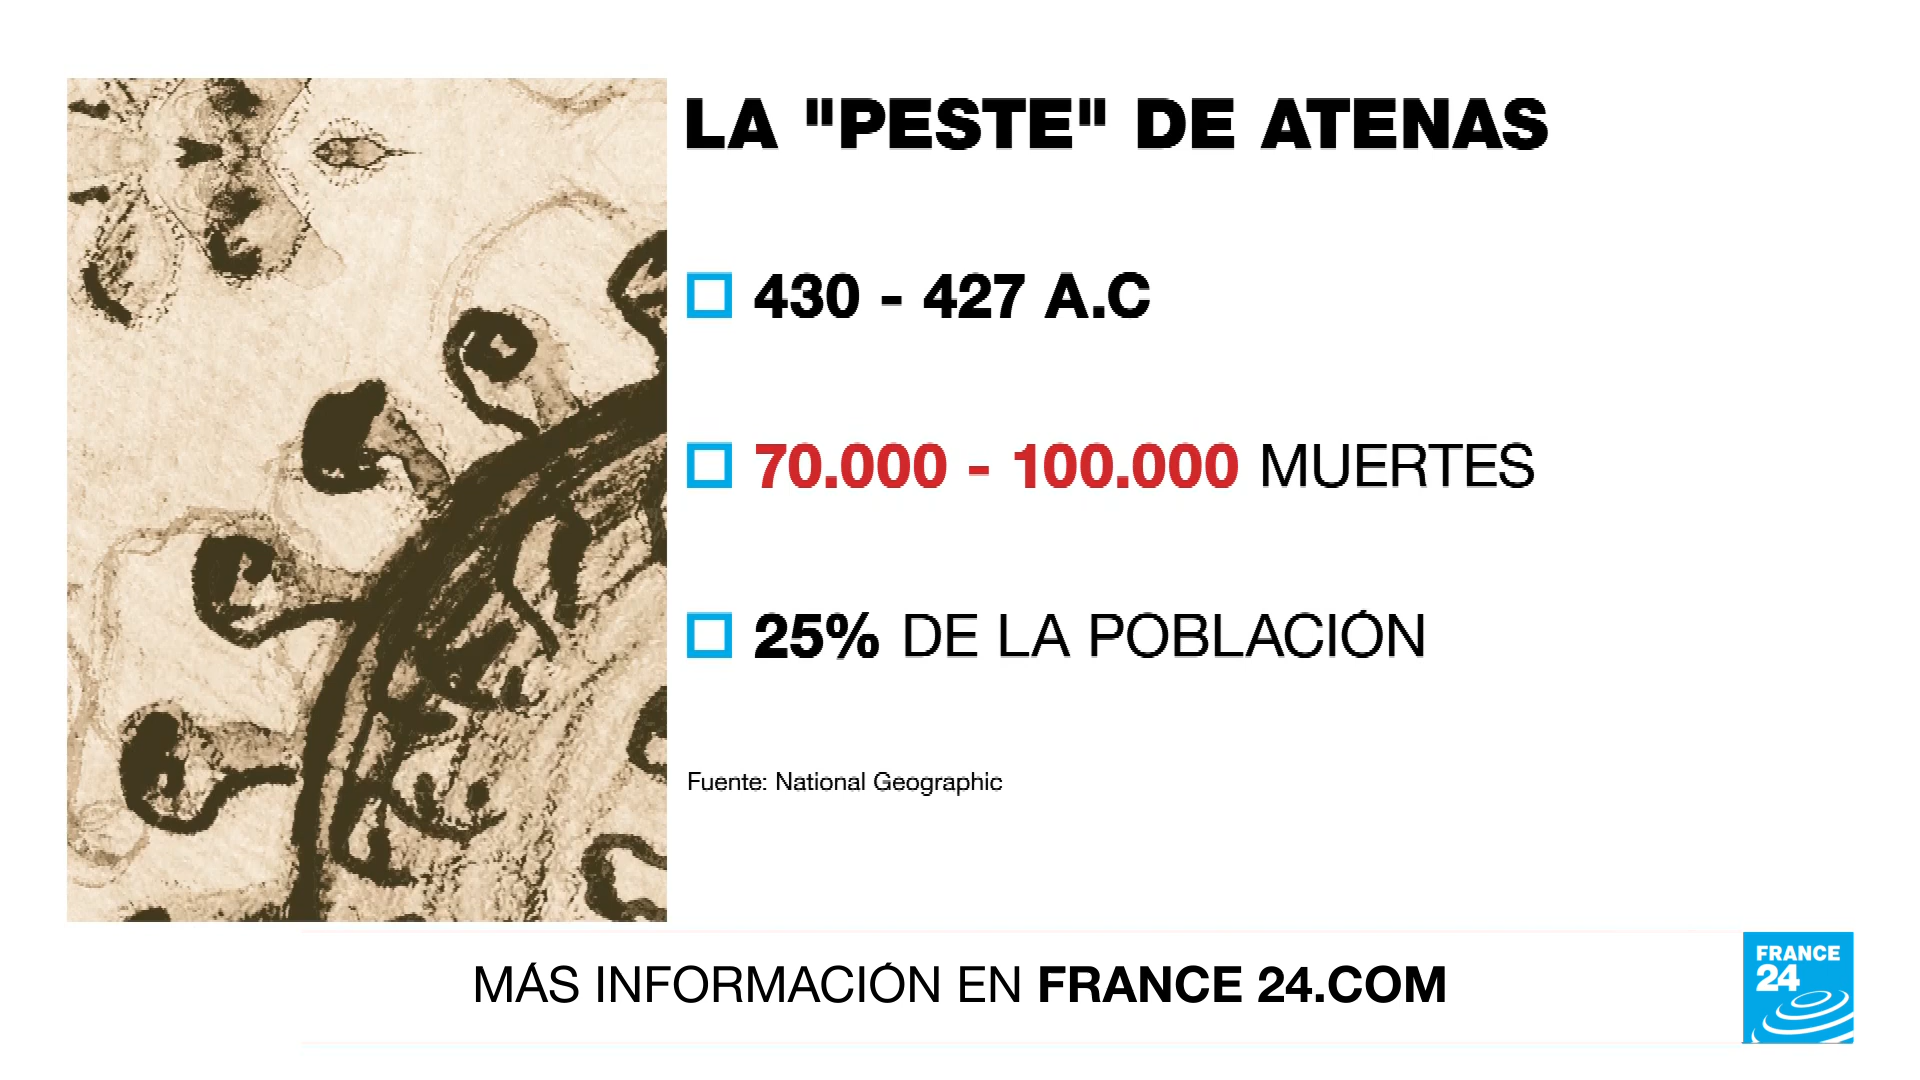 LA "PESTE" DE ATENAS
430 - 427 A.C
70.000 - 100.000 MUERTES
25% DE LA POBLACIÓN
Fuente: National Geographic
MÁS INFORMACIÓN EN FRANCE 24.COM
FRANCE
24